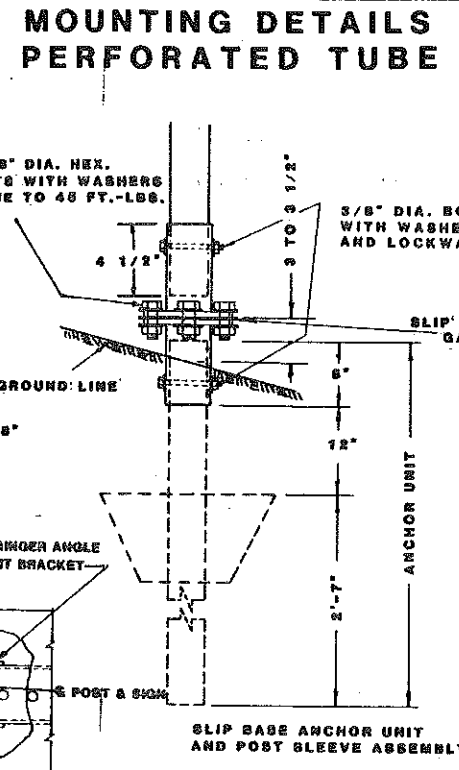 MOUNTING DETAILS
PERFORATED TUBE
8" DIA. HEX.
WITH WASHERS
TO 45 FT.-LBS.
4 1/2"
3 TO 3 1/2"
3/8" DIA.
WITH
AND
SLIP
GROUND LINE
6"
12"
ANCHOR UNIT
2'-7"
ANGLE
BRACKET
℄ POST & SIGN
SLIP BASE ANCHOR UNIT
AND POST SLEEVE ASSEMBLY